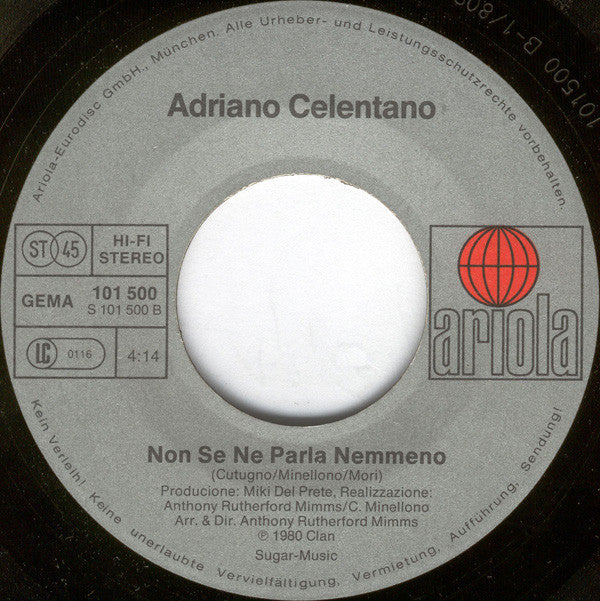 Ariola-Eurodisc GmbH., München. Alle Urheber- und Leistungsschutzrechte vorbehalten.
Adriano Celentano
ST 45
HI-FI
STEREO
GEMA
101 500
S 101 500 B
LC 0116
4:14
ariola
Non Se Ne Parla Nemmeno
(Cutugno/Minellono/Mori)
Producione: Miki Del Prete, Realizzazione:
Anthony Rutherford Mimms/C. Minellono
Arr. & Dir. Anthony Rutherford Mimms
℗ 1980 Clan
Sugar-Music
Kein Verleih! Keine unerlaubte Vervielfältigung, Vermietung, Aufführung, Sendung!
101500 B-1/80